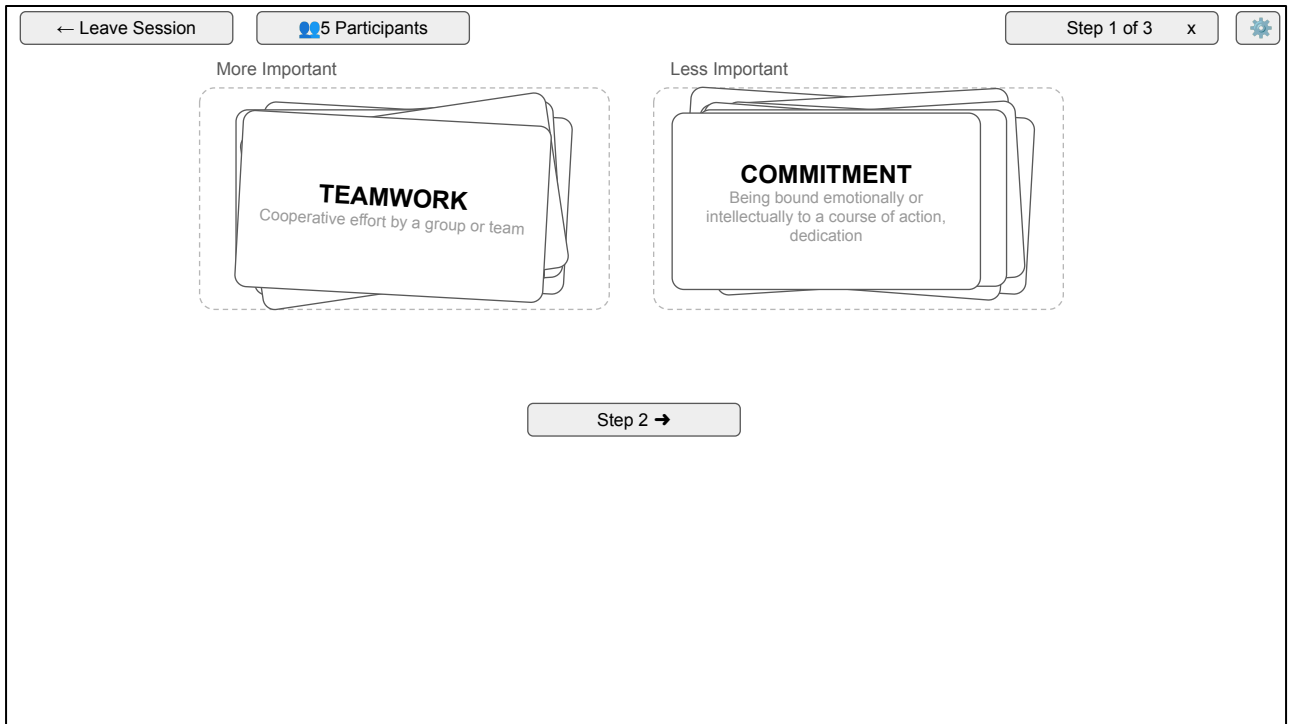 ← Leave Session
👥5 Participants
Step 1 of 3 x
More Important
Less Important
TEAMWORK
Cooperative effort by a group or team
COMMITMENT
Being bound emotionally or
intellectually to a course of action,
dedication
Step 2 ➜